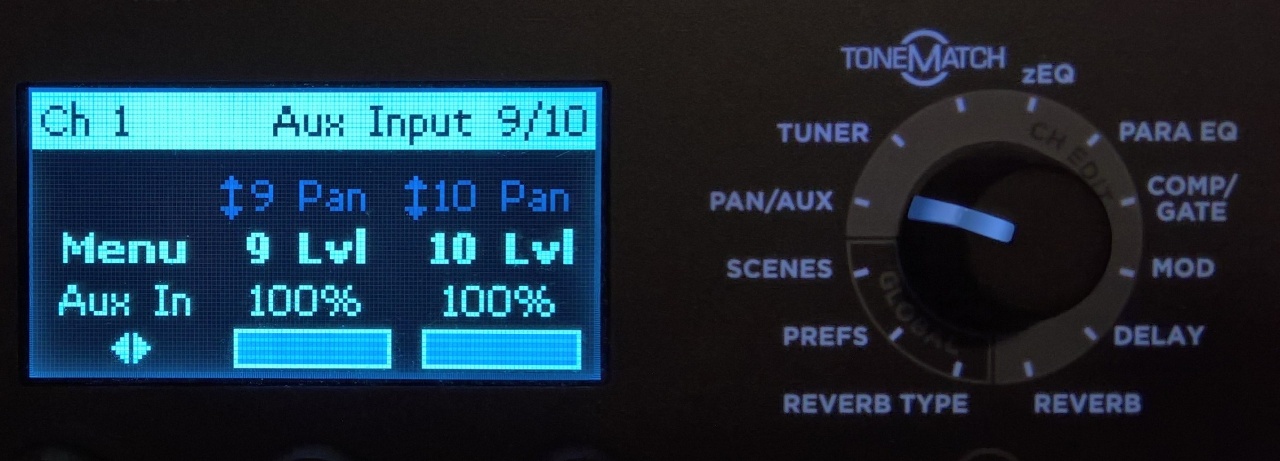 Ch 1 Aux Input 9/10
↕9 Pan ↕10 Pan
Menu 9 Lvl 10 Lvl
Aux In 100% 100%
TONEMATCH
zEQ
TUNER
PARA EQ
PAN/AUX
COMP/
GATE
SCENES
MOD
PREFS
DELAY
REVERB TYPE
REVERB
CH EDIT
GLOBAL